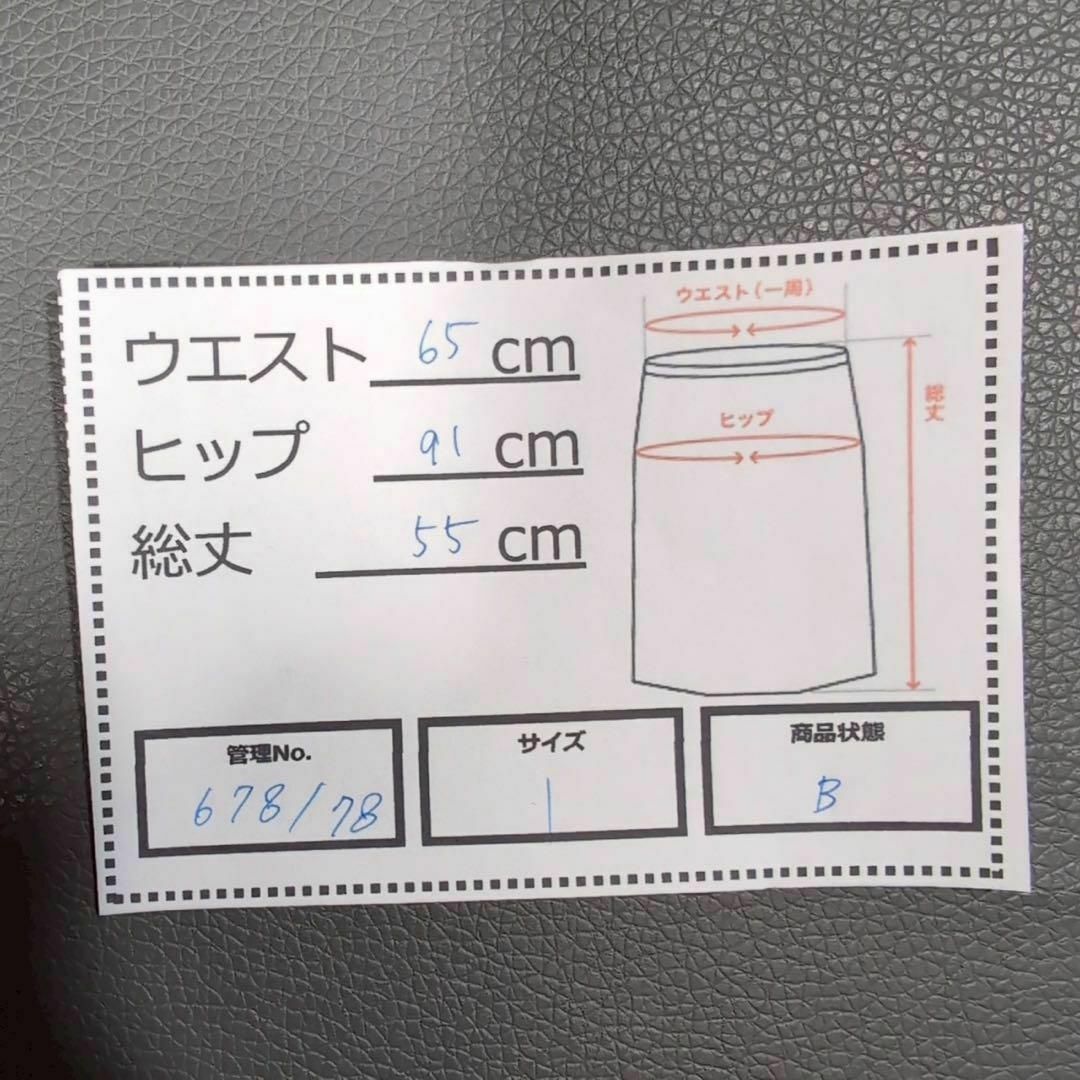 ウエスト 65 cm
ヒップ 91 cm
総丈 55 cm
ウエスト(一周)
ヒップ
総丈
管理No.
678/78
サイズ
1
商品状態
B